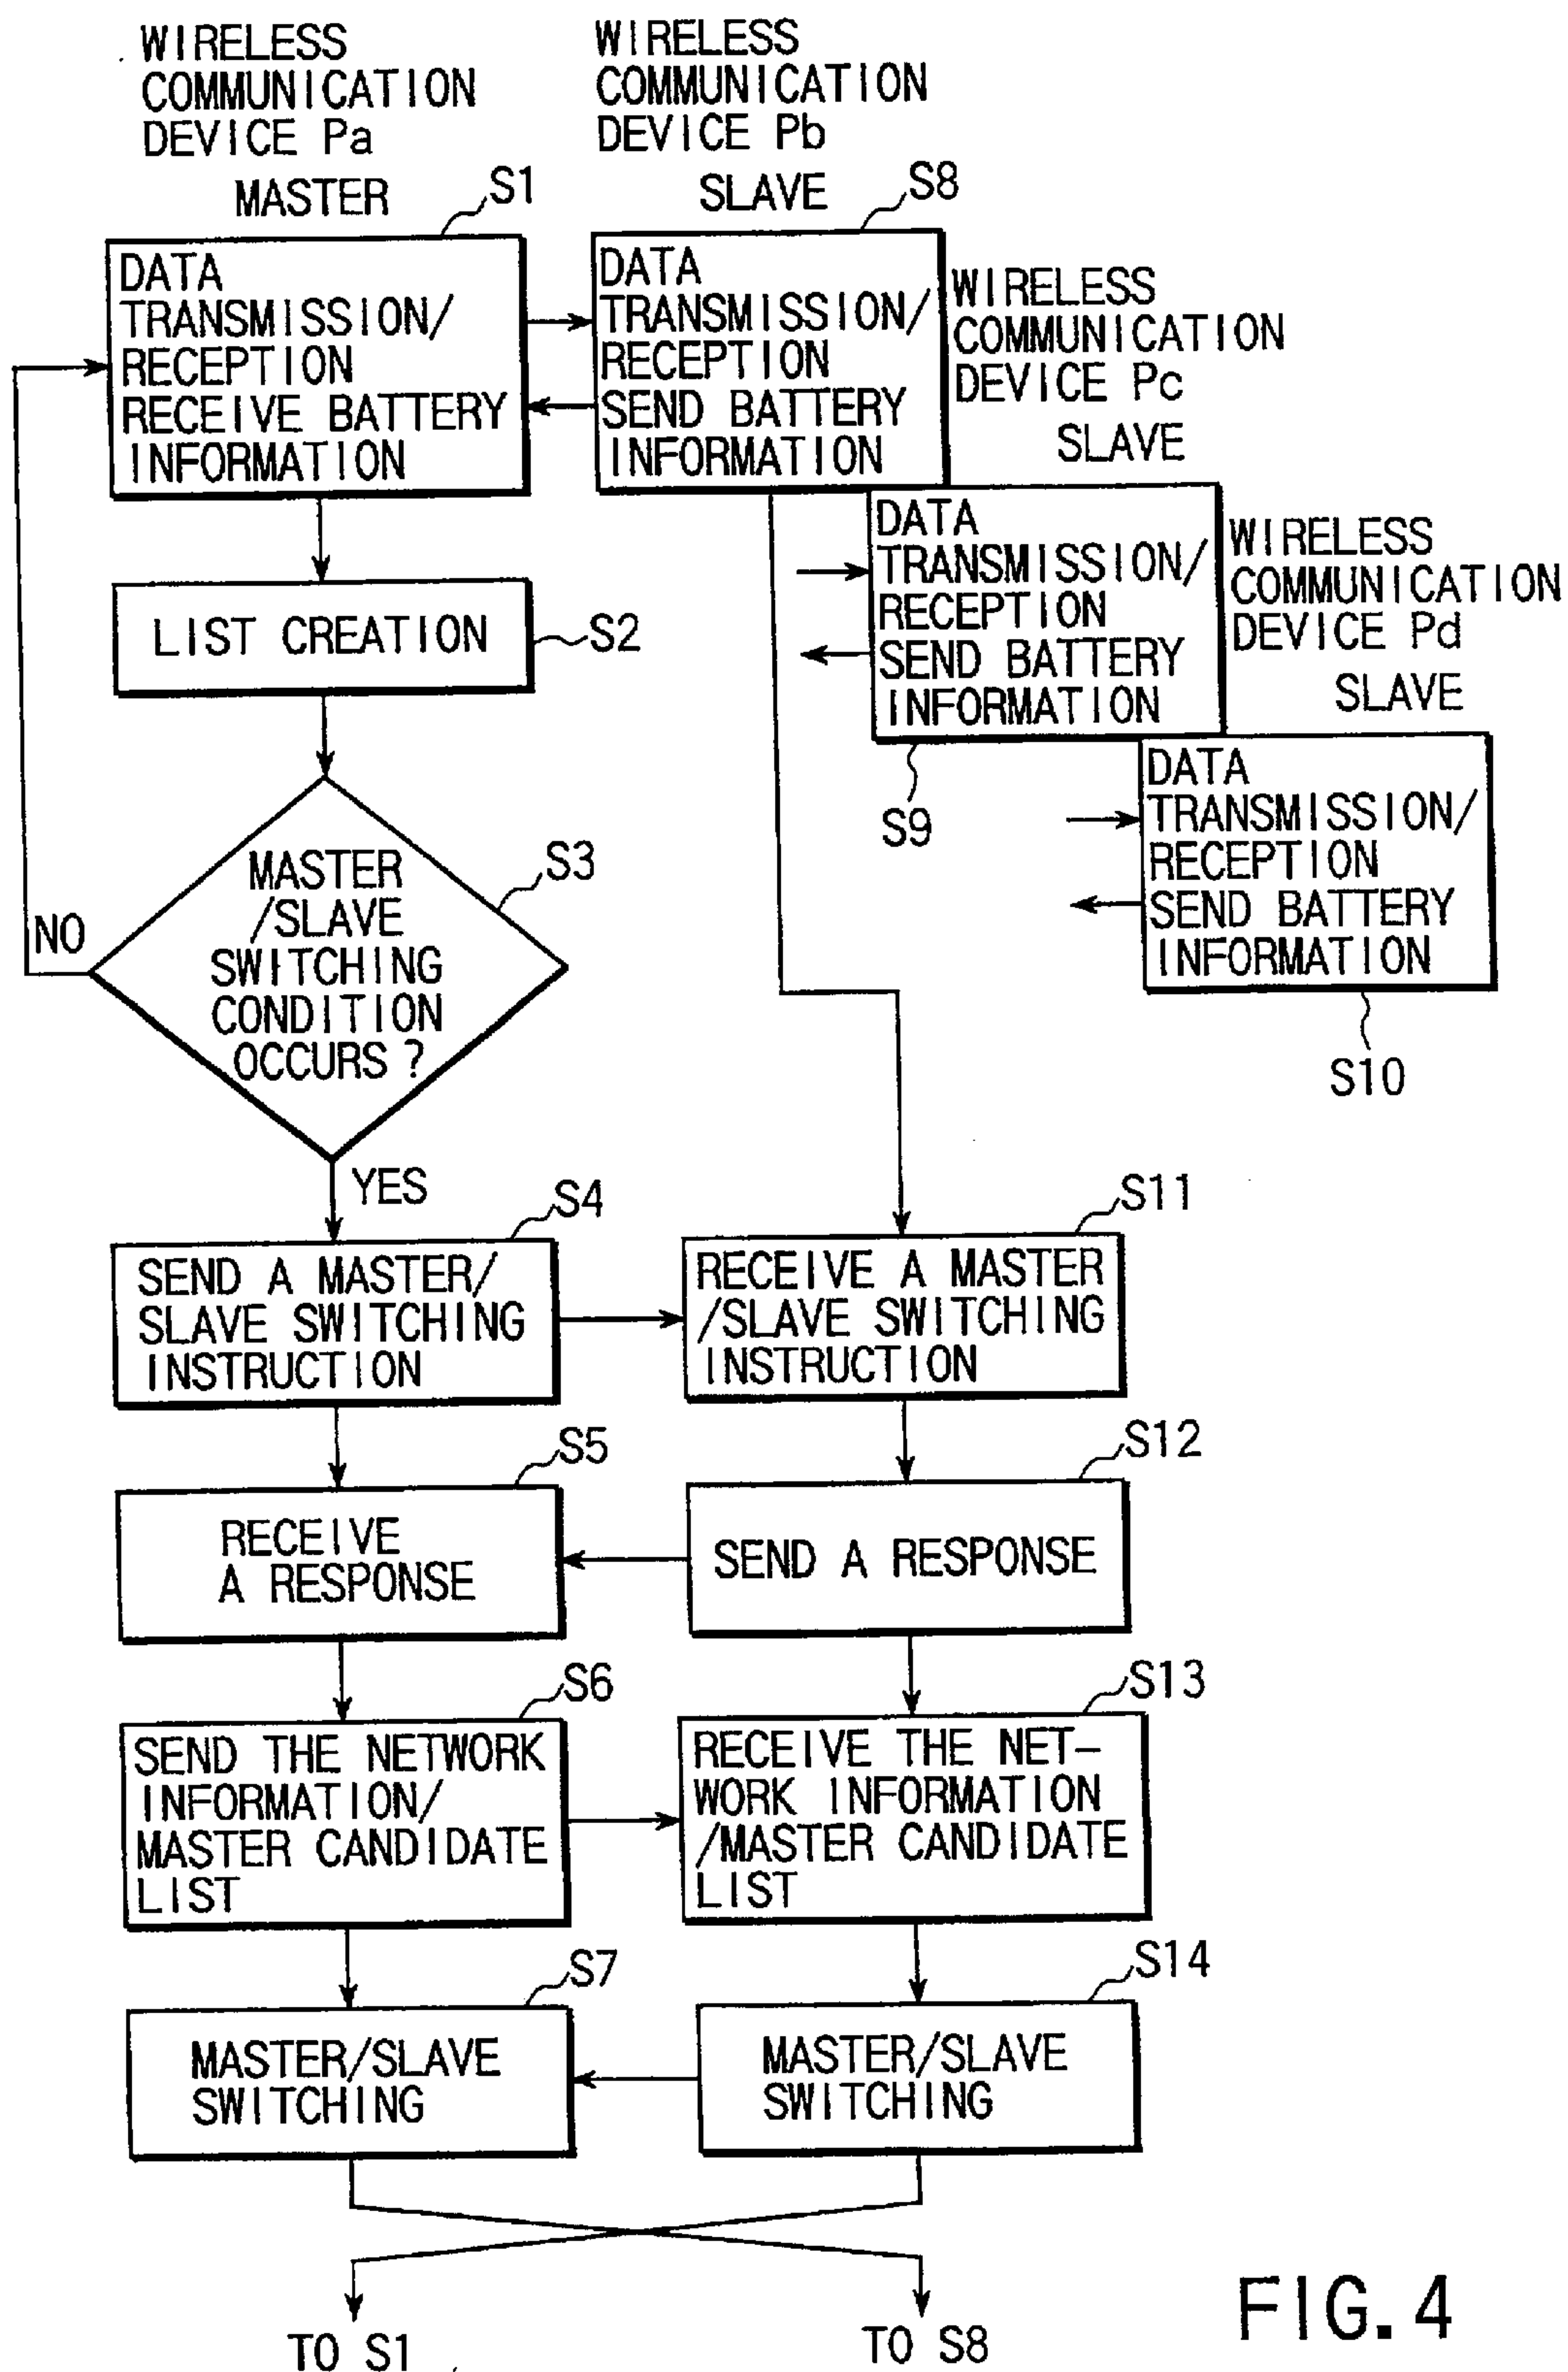 WIRELESS
COMMUNICATION
DEVICE Pa
MASTER
S1
WIRELESS
COMMUNICATION
DEVICE Pb
SLAVE
S8
DATA
TRANSMISSION/
RECEPTION
RECEIVE BATTERY
INFORMATION
DATA
TRANSMISSION/
RECEPTION
SEND BATTERY
INFORMATION
WIRELESS
COMMUNICATION
DEVICE Pc
SLAVE
DATA
TRANSMISSION/
RECEPTION
SEND BATTERY
INFORMATION
S9
WIRELESS
COMMUNICATION
DEVICE Pd
SLAVE
DATA
TRANSMISSION/
RECEPTION
SEND BATTERY
INFORMATION
S10
LIST CREATION
S2
MASTER
/SLAVE
SWITCHING
CONDITION
OCCURS ?
S3
NO
YES
S4
SEND A MASTER/
SLAVE SWITCHING
INSTRUCTION
S11
RECEIVE A MASTER
/SLAVE SWITCHING
INSTRUCTION
S5
RECEIVE
A RESPONSE
S12
SEND A RESPONSE
S6
SEND THE NETWORK
INFORMATION/
MASTER CANDIDATE
LIST
S13
RECEIVE THE NET-
WORK INFORMATION
/MASTER CANDIDATE
LIST
S7
MASTER/SLAVE
SWITCHING
S14
MASTER/SLAVE
SWITCHING
TO S1
TO S8
FIG. 4